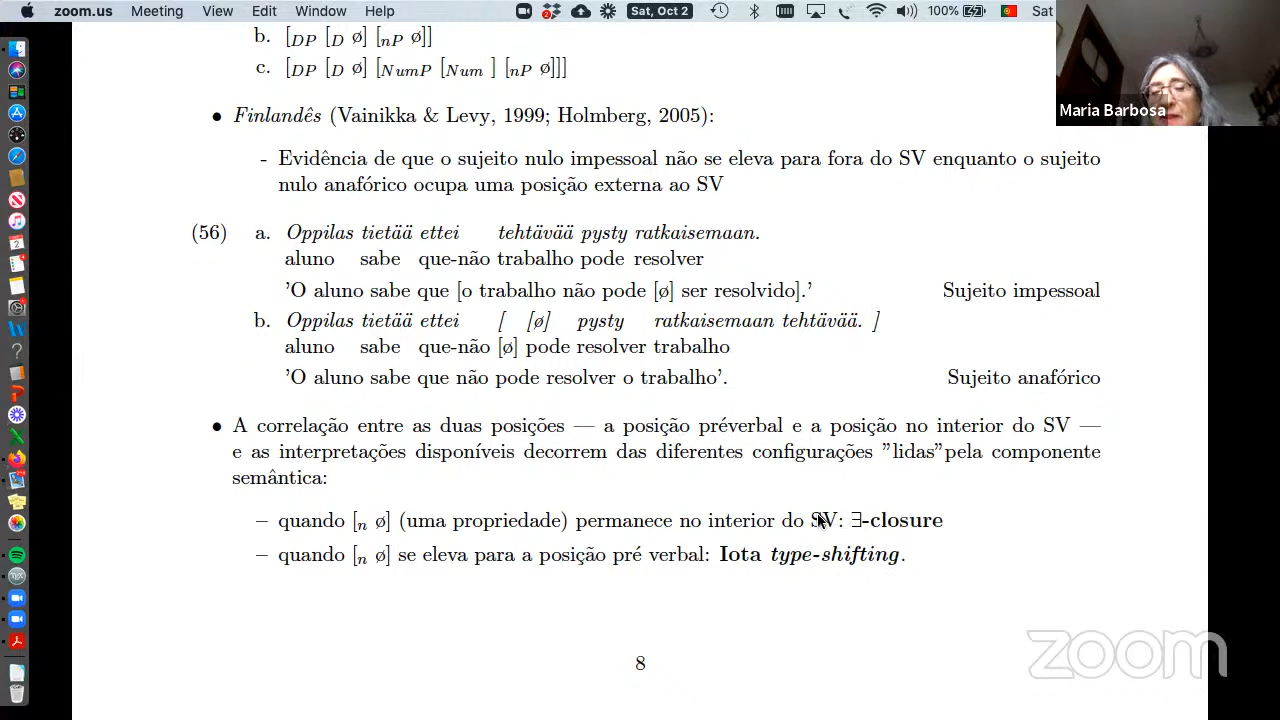 zoom.us Meeting View Edit Window Help 2 Sat, Oct 2 100% Sat
b. [DP [D ø] [nP ø]]
c. [DP [D ø] [NumP [Num ] [nP ø]]]
Maria Barbosa
• Finlandês (Vainikka & Levy, 1999; Holmberg, 2005):
- Evidência de que o sujeito nulo impessoal não se eleva para fora do SV enquanto o sujeito
nulo anafórico ocupa uma posição externa ao SV
(56) a. Oppilas tietää ettei tehtävää pysty ratkaisemaan.
aluno sabe que-não trabalho pode resolver
'O aluno sabe que [o trabalho não pode [ø] ser resolvido].' Sujeito impessoal
b. Oppilas tietää ettei [ [ø] pysty ratkaisemaan tehtävää. ]
aluno sabe que-não [ø] pode resolver trabalho
'O aluno sabe que não pode resolver o trabalho'. Sujeito anafórico
• A correlação entre as duas posições — a posição préverbal e a posição no interior do SV —
e as interpretações disponíveis decorrem das diferentes configurações "lidas"pela componente
semântica:
– quando [n ø] (uma propriedade) permanece no interior do SV: ∃-closure
– quando [n ø] se eleva para a posição pré verbal: Iota type-shifting.
zoom
8